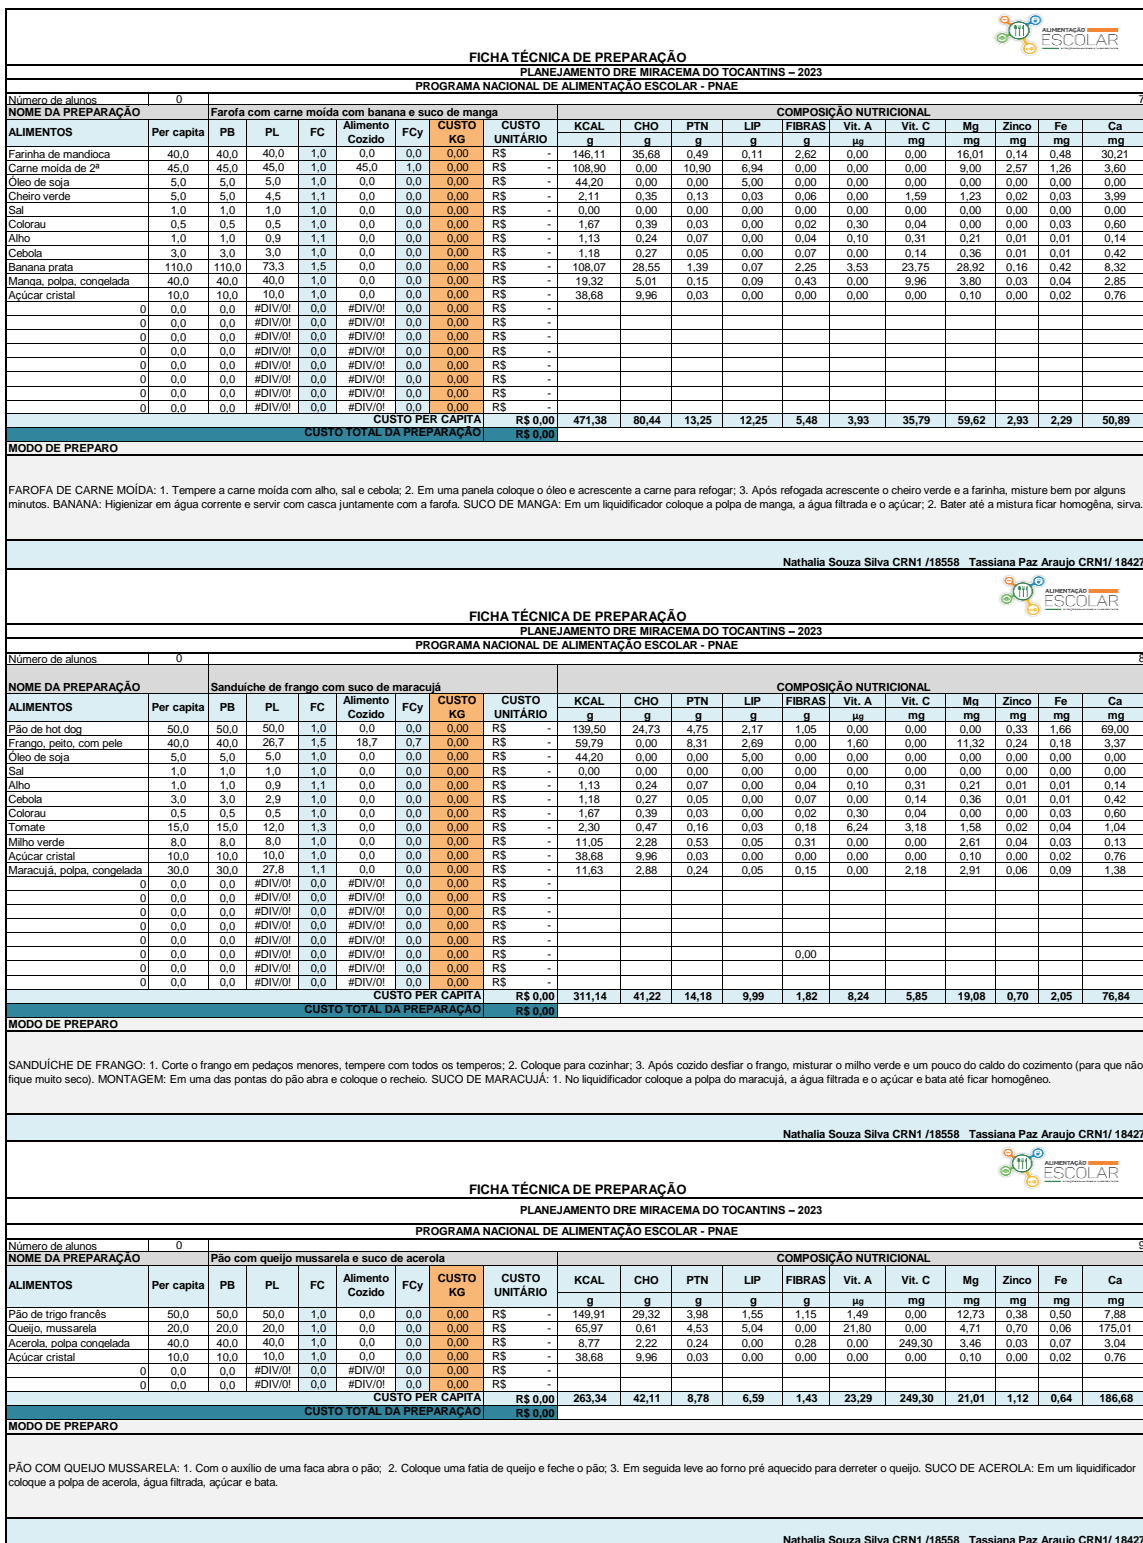 ALIMENTAÇÃO
ESCOLAR
FICHA TÉCNICA DE PREPARAÇÃO
PLANEJAMENTO DRE MIRACEMA DO TOCANTINS – 2023
PROGRAMA NACIONAL DE ALIMENTAÇÃO ESCOLAR - PNAE
Número de alunos 0 7
NOME DA PREPARAÇÃO Farofa com carne moída com banana e suco de manga COMPOSIÇÃO NUTRICIONAL
ALIMENTOS Per capita PB PL FC Alimento Cozido FCy CUSTO KG CUSTO UNITÁRIO KCAL CHO PTN LIP FIBRAS Vit. A Vit. C Mg Zinco Fe Ca
g g g g g µg mg mg mg mg mg
Farinha de mandioca 40,0 40,0 40,0 1,0 0,0 0,0 0,00 R$ - 146,11 35,68 0,49 0,11 2,62 0,00 0,00 16,01 0,14 0,48 30,21
Carne moída de 2ª 45,0 45,0 45,0 1,0 45,0 1,0 0,00 R$ - 108,90 0,00 10,90 6,94 0,00 0,00 0,00 9,00 2,57 1,26 3,60
Óleo de soja 5,0 5,0 5,0 1,0 0,0 0,0 0,00 R$ - 44,20 0,00 0,00 5,00 0,00 0,00 0,00 0,00 0,00 0,00 0,00
Cheiro verde 5,0 5,0 4,5 1,1 0,0 0,0 0,00 R$ - 2,11 0,35 0,13 0,03 0,06 0,00 1,59 1,23 0,02 0,03 3,99
Sal 1,0 1,0 1,0 1,0 0,0 0,0 0,00 R$ - 0,00 0,00 0,00 0,00 0,00 0,00 0,00 0,00 0,00 0,00 0,00
Colorau 0,5 0,5 0,5 1,0 0,0 0,0 0,00 R$ - 1,67 0,39 0,03 0,00 0,02 0,30 0,04 0,00 0,00 0,03 0,60
Alho 1,0 1,0 0,9 1,1 0,0 0,0 0,00 R$ - 1,13 0,24 0,07 0,00 0,04 0,10 0,31 0,21 0,01 0,01 0,14
Cebola 3,0 3,0 3,0 1,0 0,0 0,0 0,00 R$ - 1,18 0,27 0,05 0,00 0,07 0,00 0,14 0,36 0,01 0,01 0,42
Banana prata 110,0 110,0 73,3 1,5 0,0 0,0 0,00 R$ - 108,07 28,55 1,39 0,07 2,25 3,53 23,75 28,92 0,16 0,42 8,32
Manga, polpa, congelada 40,0 40,0 40,0 1,0 0,0 0,0 0,00 R$ - 19,32 5,01 0,15 0,09 0,43 0,00 9,96 3,80 0,03 0,04 2,85
Açúcar cristal 10,0 10,0 10,0 1,0 0,0 0,0 0,00 R$ - 38,68 9,96 0,03 0,00 0,00 0,00 0,00 0,10 0,00 0,02 0,76
0 0,0 0,0 #DIV/0! 0,0 #DIV/0! 0,0 0,00 R$ -
0 0,0 0,0 #DIV/0! 0,0 #DIV/0! 0,0 0,00 R$ -
0 0,0 0,0 #DIV/0! 0,0 #DIV/0! 0,0 0,00 R$ -
0 0,0 0,0 #DIV/0! 0,0 #DIV/0! 0,0 0,00 R$ -
0 0,0 0,0 #DIV/0! 0,0 #DIV/0! 0,0 0,00 R$ -
0 0,0 0,0 #DIV/0! 0,0 #DIV/0! 0,0 0,00 R$ -
0 0,0 0,0 #DIV/0! 0,0 #DIV/0! 0,0 0,00 R$ -
0 0,0 0,0 #DIV/0! 0,0 #DIV/0! 0,0 0,00 R$ -
CUSTO PER CAPITA R$ 0,00 471,38 80,44 13,25 12,25 5,48 3,93 35,79 59,62 2,93 2,29 50,89
CUSTO TOTAL DA PREPARAÇÃO R$ 0,00
MODO DE PREPARO
FAROFA DE CARNE MOÍDA: 1. Tempere a carne moída com alho, sal e cebola; 2. Em uma panela coloque o óleo e acrescente a carne para refogar; 3. Após refogada acrescente o cheiro verde e a farinha, misture bem por alguns
minutos. BANANA: Higienizar em água corrente e servir com casca juntamente com a farofa. SUCO DE MANGA: Em um liquidificador coloque a polpa de manga, a água filtrada e o açúcar; 2. Bater até a mistura ficar homogêna, sirva.
Nathalia Souza Silva CRN1 /18558 Tassiana Paz Araujo CRN1/ 18427
ALIMENTAÇÃO
ESCOLAR
FICHA TÉCNICA DE PREPARAÇÃO
PLANEJAMENTO DRE MIRACEMA DO TOCANTINS – 2023
PROGRAMA NACIONAL DE ALIMENTAÇÃO ESCOLAR - PNAE
Número de alunos 0 8
NOME DA PREPARAÇÃO Sanduíche de frango com suco de maracujá COMPOSIÇÃO NUTRICIONAL
ALIMENTOS Per capita PB PL FC Alimento Cozido FCy CUSTO KG CUSTO UNITÁRIO KCAL CHO PTN LIP FIBRAS Vit. A Vit. C Mg Zinco Fe Ca
g g g g g µg mg mg mg mg mg
Pão de hot dog 50,0 50,0 50,0 1,0 0,0 0,0 0,00 R$ - 139,50 24,73 4,75 2,17 1,05 0,00 0,00 0,00 0,33 1,66 69,00
Frango, peito, com pele 40,0 40,0 26,7 1,5 18,7 0,7 0,00 R$ - 59,79 0,00 8,31 2,69 0,00 1,60 0,00 11,32 0,24 0,18 3,37
Óleo de soja 5,0 5,0 5,0 1,0 0,0 0,0 0,00 R$ - 44,20 0,00 0,00 5,00 0,00 0,00 0,00 0,00 0,00 0,00 0,00
Sal 1,0 1,0 1,0 1,0 0,0 0,0 0,00 R$ - 0,00 0,00 0,00 0,00 0,00 0,00 0,00 0,00 0,00 0,00 0,00
Alho 1,0 1,0 0,9 1,1 0,0 0,0 0,00 R$ - 1,13 0,24 0,07 0,00 0,04 0,10 0,31 0,21 0,01 0,01 0,14
Cebola 3,0 3,0 2,9 1,0 0,0 0,0 0,00 R$ - 1,18 0,27 0,05 0,00 0,07 0,00 0,14 0,36 0,01 0,01 0,42
Colorau 0,5 0,5 0,5 1,0 0,0 0,0 0,00 R$ - 1,67 0,39 0,03 0,00 0,02 0,30 0,04 0,00 0,00 0,03 0,60
Tomate 15,0 15,0 12,0 1,3 0,0 0,0 0,00 R$ - 2,30 0,47 0,16 0,03 0,18 6,24 3,18 1,58 0,02 0,04 1,04
Milho verde 8,0 8,0 8,0 1,0 0,0 0,0 0,00 R$ - 11,05 2,28 0,53 0,05 0,31 0,00 0,00 2,61 0,04 0,03 0,13
Açúcar cristal 10,0 10,0 10,0 1,0 0,0 0,0 0,00 R$ - 38,68 9,96 0,03 0,00 0,00 0,00 0,00 0,10 0,00 0,02 0,76
Maracujá, polpa, congelada 30,0 30,0 27,8 1,1 0,0 0,0 0,00 R$ - 11,63 2,88 0,24 0,05 0,15 0,00 2,18 2,91 0,06 0,09 1,38
0 0,0 0,0 #DIV/0! 0,0 #DIV/0! 0,0 0,00 R$ -
0 0,0 0,0 #DIV/0! 0,0 #DIV/0! 0,0 0,00 R$ -
0 0,0 0,0 #DIV/0! 0,0 #DIV/0! 0,0 0,00 R$ -
0 0,0 0,0 #DIV/0! 0,0 #DIV/0! 0,0 0,00 R$ -
0 0,0 0,0 #DIV/0! 0,0 #DIV/0! 0,0 0,00 R$ -
0 0,0 0,0 #DIV/0! 0,0 #DIV/0! 0,0 0,00 R$ - 0,00
0 0,0 0,0 #DIV/0! 0,0 #DIV/0! 0,0 0,00 R$ -
0 0,0 0,0 #DIV/0! 0,0 #DIV/0! 0,0 0,00 R$ -
CUSTO PER CAPITA R$ 0,00 311,14 41,22 14,18 9,99 1,82 8,24 5,85 19,08 0,70 2,05 76,84
CUSTO TOTAL DA PREPARAÇÃO R$ 0,00
MODO DE PREPARO
SANDUÍCHE DE FRANGO: 1. Corte o frango em pedaços menores, tempere com todos os temperos; 2. Coloque para cozinhar; 3. Após cozido desfiar o frango, misturar o milho verde e um pouco do caldo do cozimento (para que não
fique muito seco). MONTAGEM: Em uma das pontas do pão abra e coloque o recheio. SUCO DE MARACUJÁ: 1. No liquidificador coloque a polpa do maracujá, a água filtrada e o açúcar e bata até ficar homogêneo.
Nathalia Souza Silva CRN1 /18558 Tassiana Paz Araujo CRN1/ 18427
ALIMENTAÇÃO
ESCOLAR
FICHA TÉCNICA DE PREPARAÇÃO
PLANEJAMENTO DRE MIRACEMA DO TOCANTINS – 2023
PROGRAMA NACIONAL DE ALIMENTAÇÃO ESCOLAR - PNAE
Número de alunos 0 9
NOME DA PREPARAÇÃO Pão com queijo mussarela e suco de acerola COMPOSIÇÃO NUTRICIONAL
ALIMENTOS Per capita PB PL FC Alimento Cozido FCy CUSTO KG CUSTO UNITÁRIO KCAL CHO PTN LIP FIBRAS Vit. A Vit. C Mg Zinco Fe Ca
g g g g g µg mg mg mg mg mg
Pão de trigo francês 50,0 50,0 50,0 1,0 0,0 0,0 0,00 R$ - 149,91 29,32 3,98 1,55 1,15 1,49 0,00 12,73 0,38 0,50 7,88
Queijo, mussarela 20,0 20,0 20,0 1,0 0,0 0,0 0,00 R$ - 65,97 0,61 4,53 5,04 0,00 21,80 0,00 4,71 0,70 0,06 175,01
Acerola, polpa congelada 40,0 40,0 40,0 1,0 0,0 0,0 0,00 R$ - 8,77 2,22 0,24 0,00 0,28 0,00 249,30 3,46 0,03 0,07 3,04
Açúcar cristal 10,0 10,0 10,0 1,0 0,0 0,0 0,00 R$ - 38,68 9,96 0,03 0,00 0,00 0,00 0,00 0,10 0,00 0,02 0,76
0 0,0 0,0 #DIV/0! 0,0 #DIV/0! 0,0 0,00 R$ -
0 0,0 0,0 #DIV/0! 0,0 #DIV/0! 0,0 0,00 R$ -
CUSTO PER CAPITA R$ 0,00 263,34 42,11 8,78 6,59 1,43 23,29 249,30 21,01 1,12 0,64 186,68
CUSTO TOTAL DA PREPARAÇÃO R$ 0,00
MODO DE PREPARO
PÃO COM QUEIJO MUSSARELA: 1. Com o auxílio de uma faca abra o pão; 2. Coloque uma fatia de queijo e feche o pão; 3. Em seguida leve ao forno pré aquecido para derreter o queijo. SUCO DE ACEROLA: Em um liquidificador
coloque a polpa de acerola, água filtrada, açúcar e bata.
Nathalia Souza Silva CRN1 /18558 Tassiana Paz Araujo CRN1/ 18427